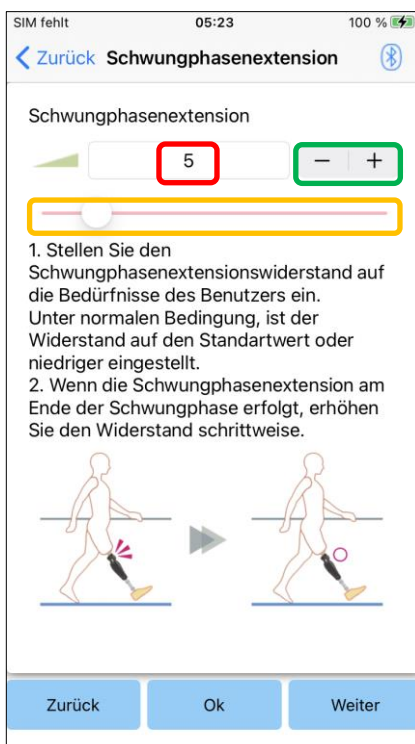 SIM fehlt 05:23 100 %
Zurück Schwungphasenextension
Schwungphasenextension
5 − +
1. Stellen Sie den
Schwungphasenextensionswiderstand auf
die Bedürfnisse des Benutzers ein.
Unter normalen Bedingung, ist der
Widerstand auf den Standartwert oder
niedriger eingestellt.
2. Wenn die Schwungphasenextension am
Ende der Schwungphase erfolgt, erhöhen
Sie den Widerstand schrittweise.
Zurück Ok Weiter